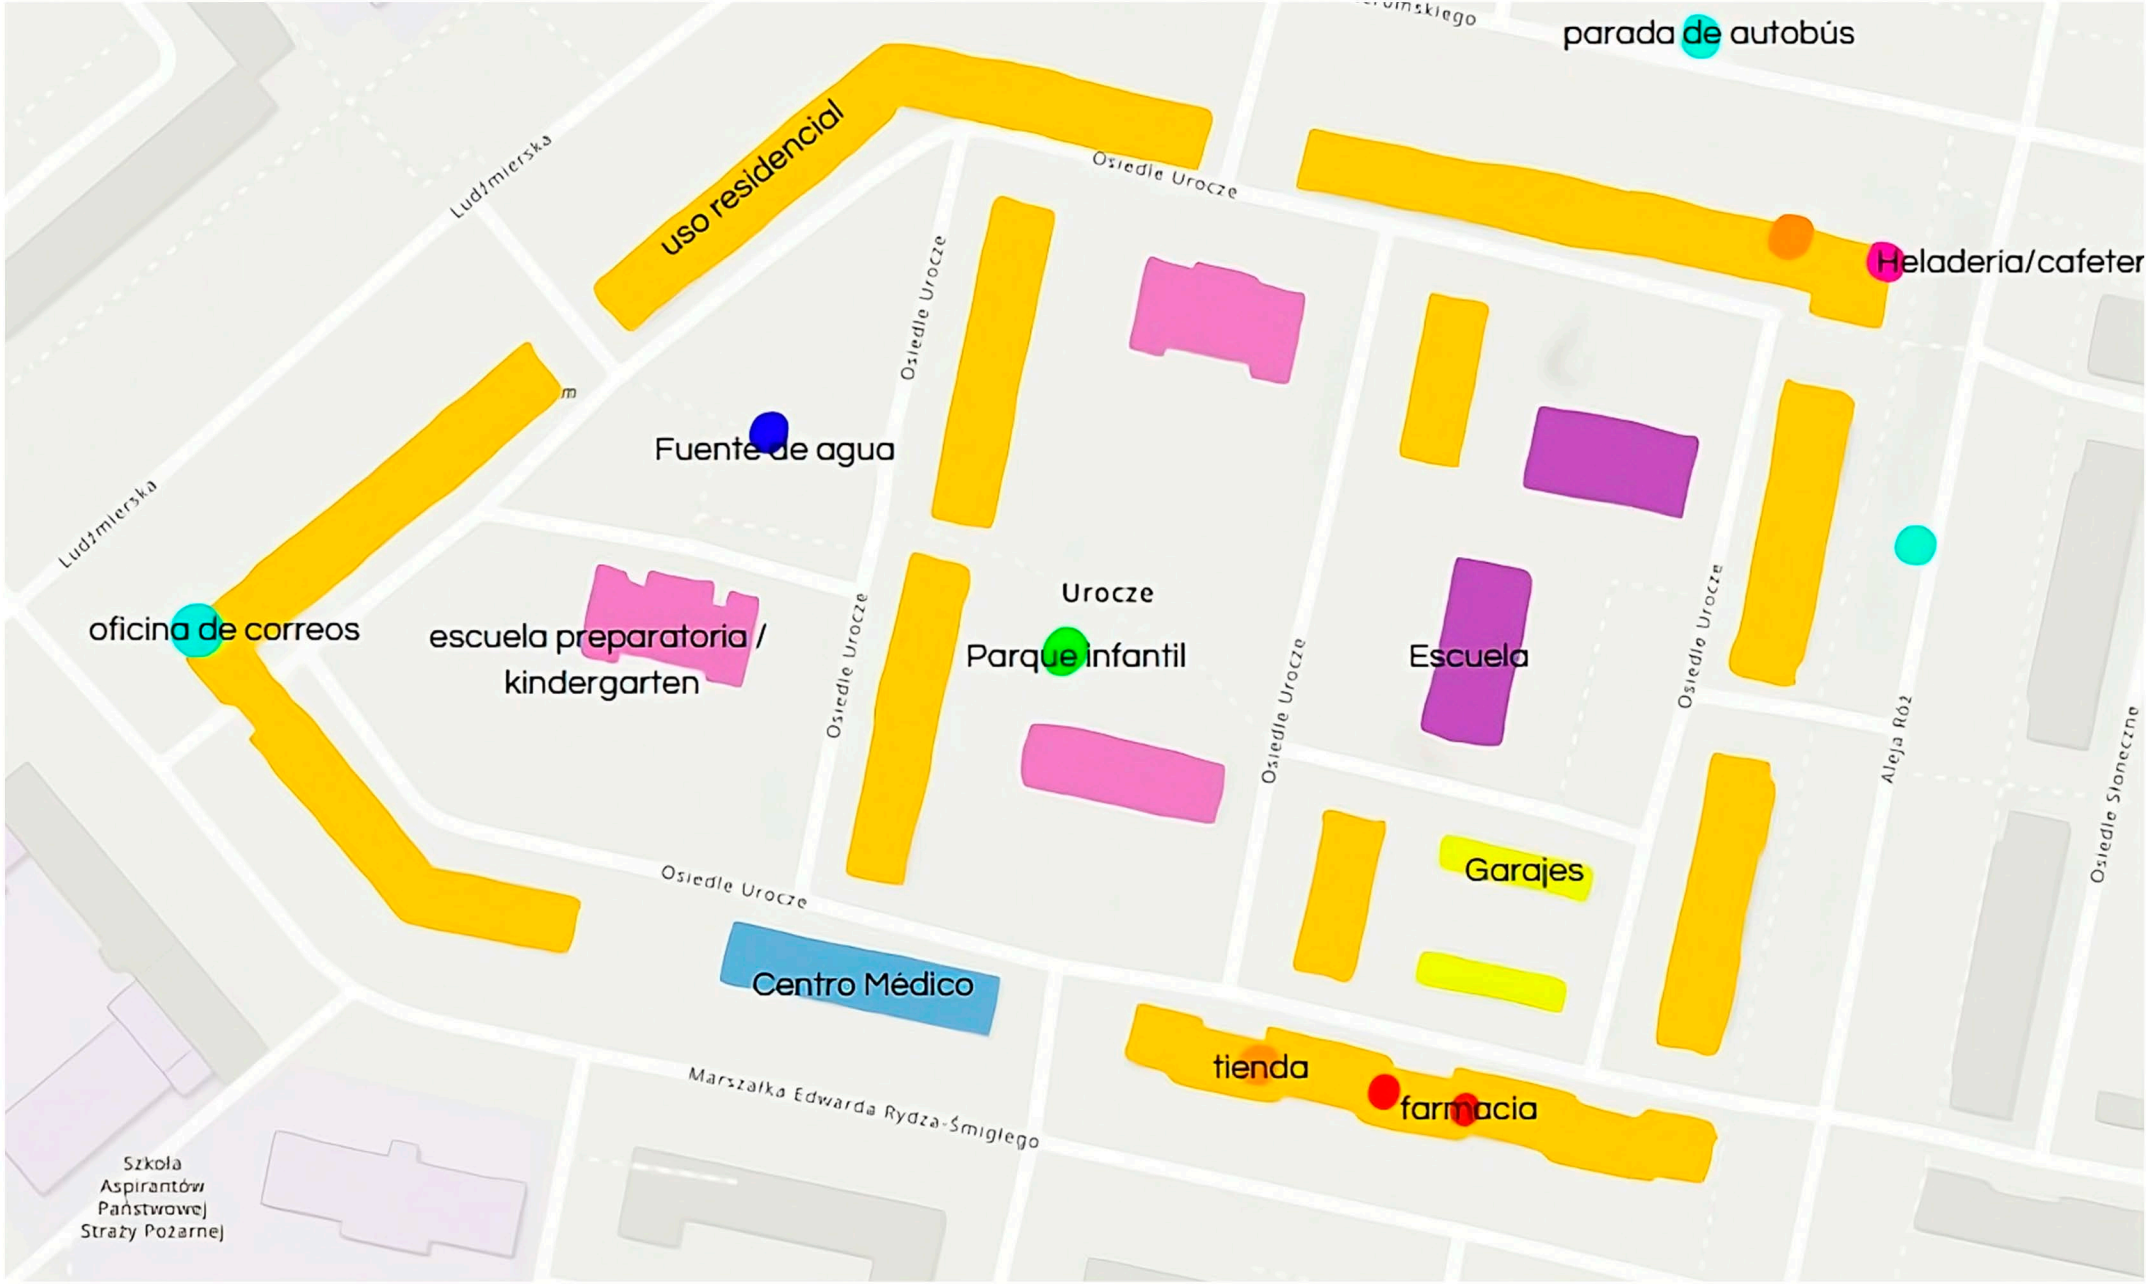 parada de autobús
Ludźmierska
uso residencial
Osiedle Urocze
Heladeria/cafeter
Osiedle Urocze
m
Fuente de agua
Ludźmierska
Urocze
oficina de correos
escuela preparatoria /
kindergarten
Parque infantil
Escuela
Osiedle Urocze
Osiedle Urocze
Osiedle Urocze
Aleja Róż
Osiedle Słoneczne
Osiedle Urocze
Garajes
Centro Médico
tienda
farmacia
Marszałka Edwarda Rydza-Śmigłego
Szkoła
Aspirantów
Państwowej
Straży Pożarnej